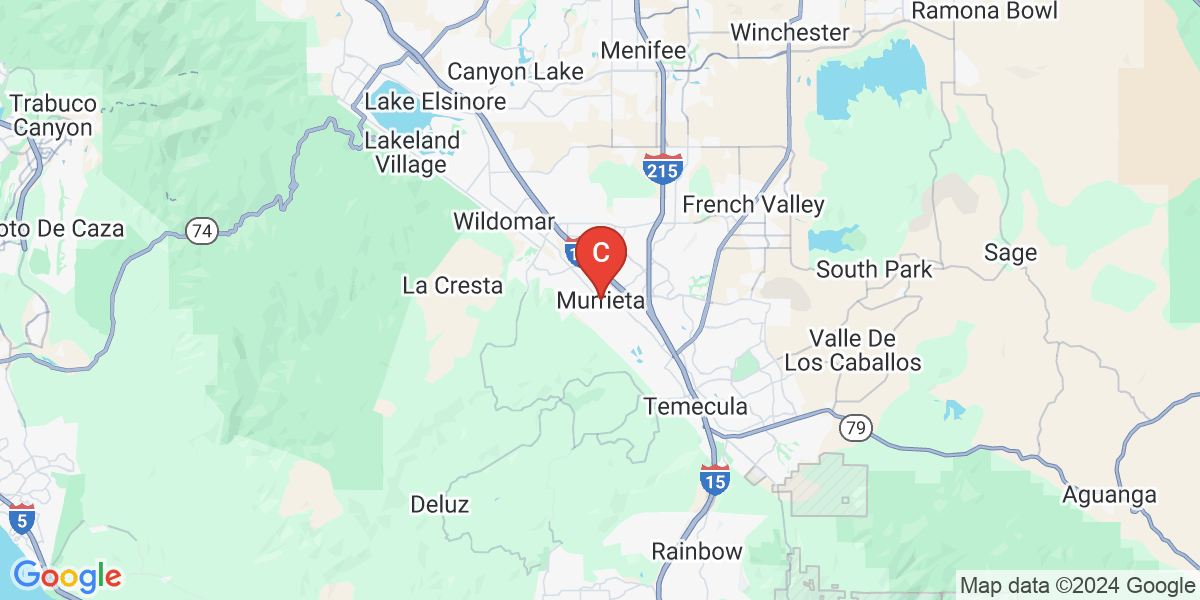 Ramona Bowl
Winchester
Menifee
Canyon Lake
Trabuco
Canyon
Lake Elsinore
Lakeland
Village
215
French Valley
oto De Caza
74
Wildomar
C
Sage
South Park
La Cresta
Murrieta
Valle De
Los Caballos
Temecula
79
15
Aguanga
Deluz
5
Rainbow
Google
Map data ©2024 Google